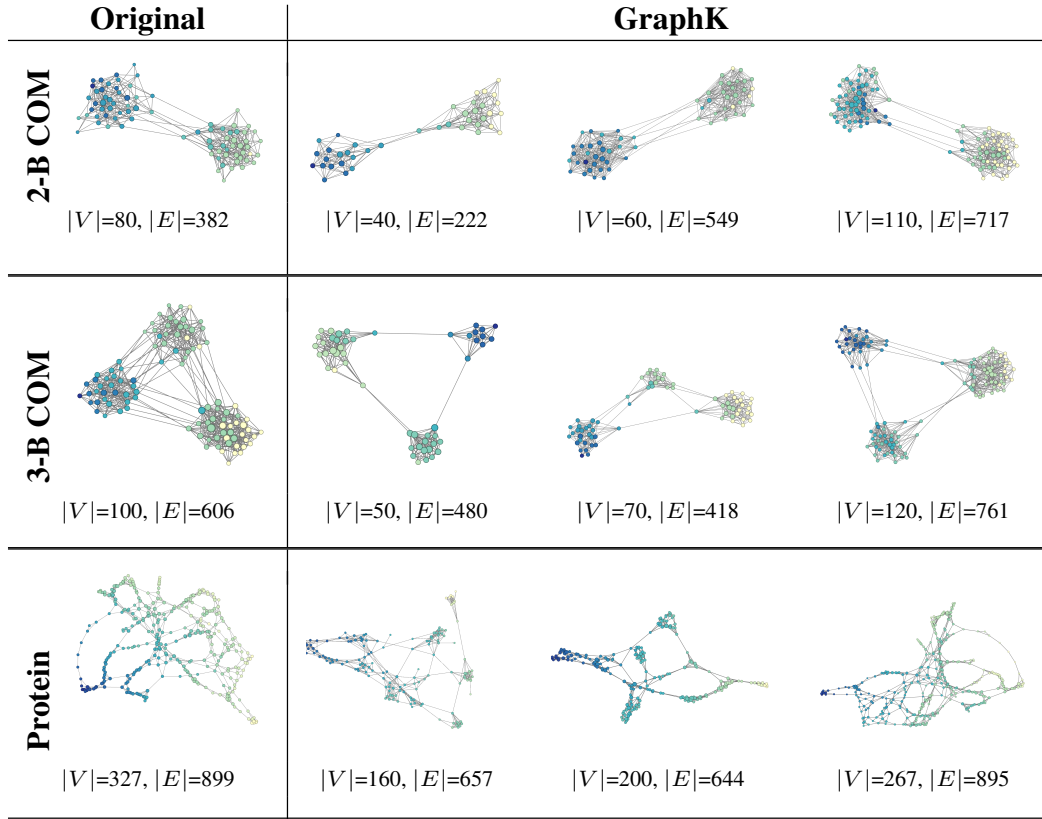 Original GraphK
2-B COM
|V|=80, |E|=382 |V|=40, |E|=222 |V|=60, |E|=549 |V|=110, |E|=717
3-B COM
|V|=100, |E|=606 |V|=50, |E|=480 |V|=70, |E|=418 |V|=120, |E|=761
Protein
|V|=327, |E|=899 |V|=160, |E|=657 |V|=200, |E|=644 |V|=267, |E|=895